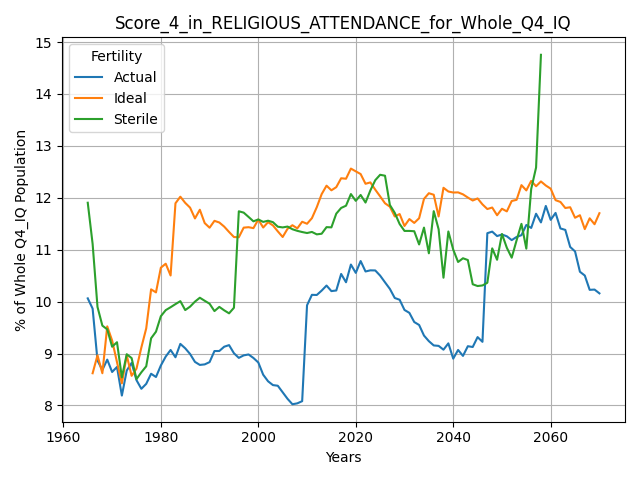 Score_4_in_RELIGIOUS_ATTENDANCE_for_Whole_Q4_IQ
Fertility
Actual
Ideal
Sterile
% of Whole Q4_IQ Population
15
14
13
12
11
10
9
8
1960
1980
2000
2020
2040
2060
Years